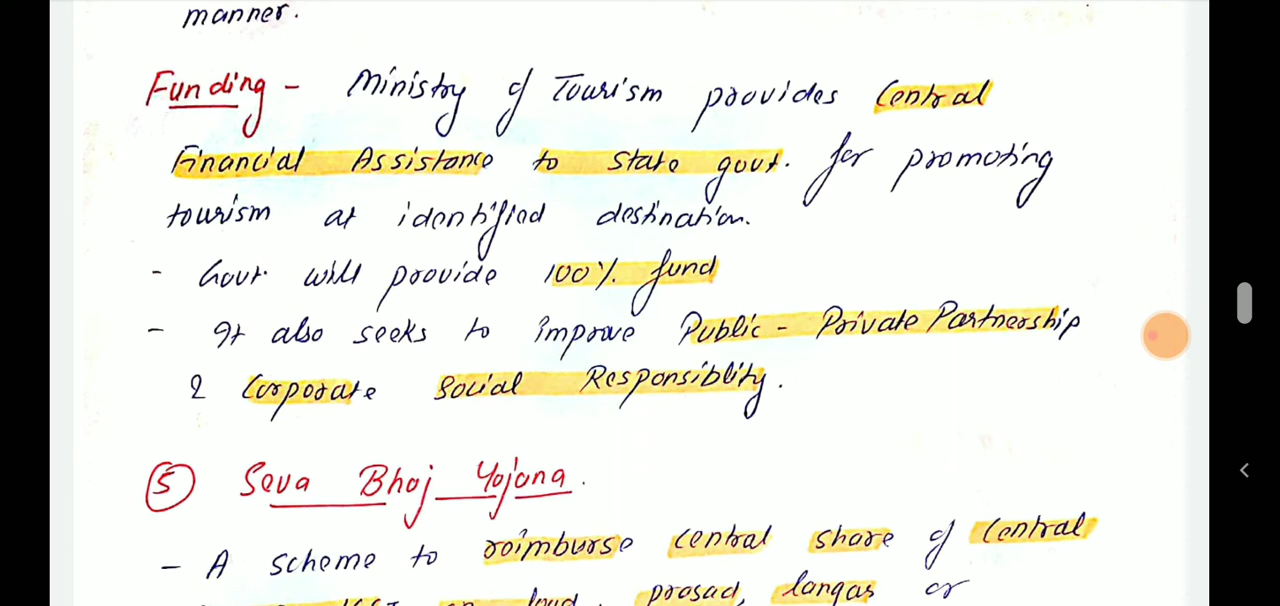 manner.
Funding - Ministry of Tourism provides Central
Financial Assistance to state govt. for promoting
tourism at identified destination.
- Govt. will provide 100% fund
- It also seeks to improve Public - Private Partnership
& Corporate Social Responsiblity.
⑤ Seva Bhoj Yojana.
- A scheme to reimburse central share of Central
on food, prasad, langar or